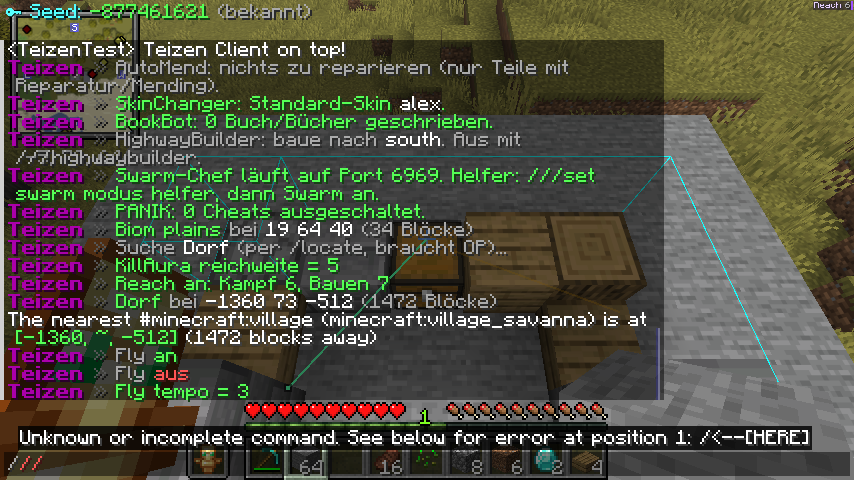 Seed: -877461621 (bekannt)
Reach 6
S
<TeizenTest> Teizen Client on top!
Teizen » AutoMend: nichts zu reparieren (nur Teile mit
Reparatur/Mending).
Teizen » SkinChanger: Standard-Skin alex.
Teizen » BookBot: 0 Buch/Bücher geschrieben.
Teizen » HighwayBuilder: baue nach south. Aus mit
///highwaybuilder.
Teizen » Swarm-Chef läuft auf Port 6969. Helfer: ///set
swarm modus helfer, dann Swarm an.
Teizen » PANIK: 0 Cheats ausgeschaltet.
Teizen » Biom plains bei 19 64 40 (34 Blöcke)
Teizen » Suche Dorf (per /locate, braucht OP)...
Teizen » KillAura reichweite = 5
Teizen » Reach an: Kampf 6, Bauen 7
Teizen » Dorf bei -1360 73 -512 (1472 Blöcke)
The nearest #minecraft:village (minecraft:village_savanna) is at
[-1360, ~, -512] (1472 blocks away)
Teizen » Fly an
Teizen » Fly aus
Teizen » Fly tempo = 3
1
Unknown or incomplete command. See below for error at position 1: /<--[HERE]
///
64
16
8
6
2
4